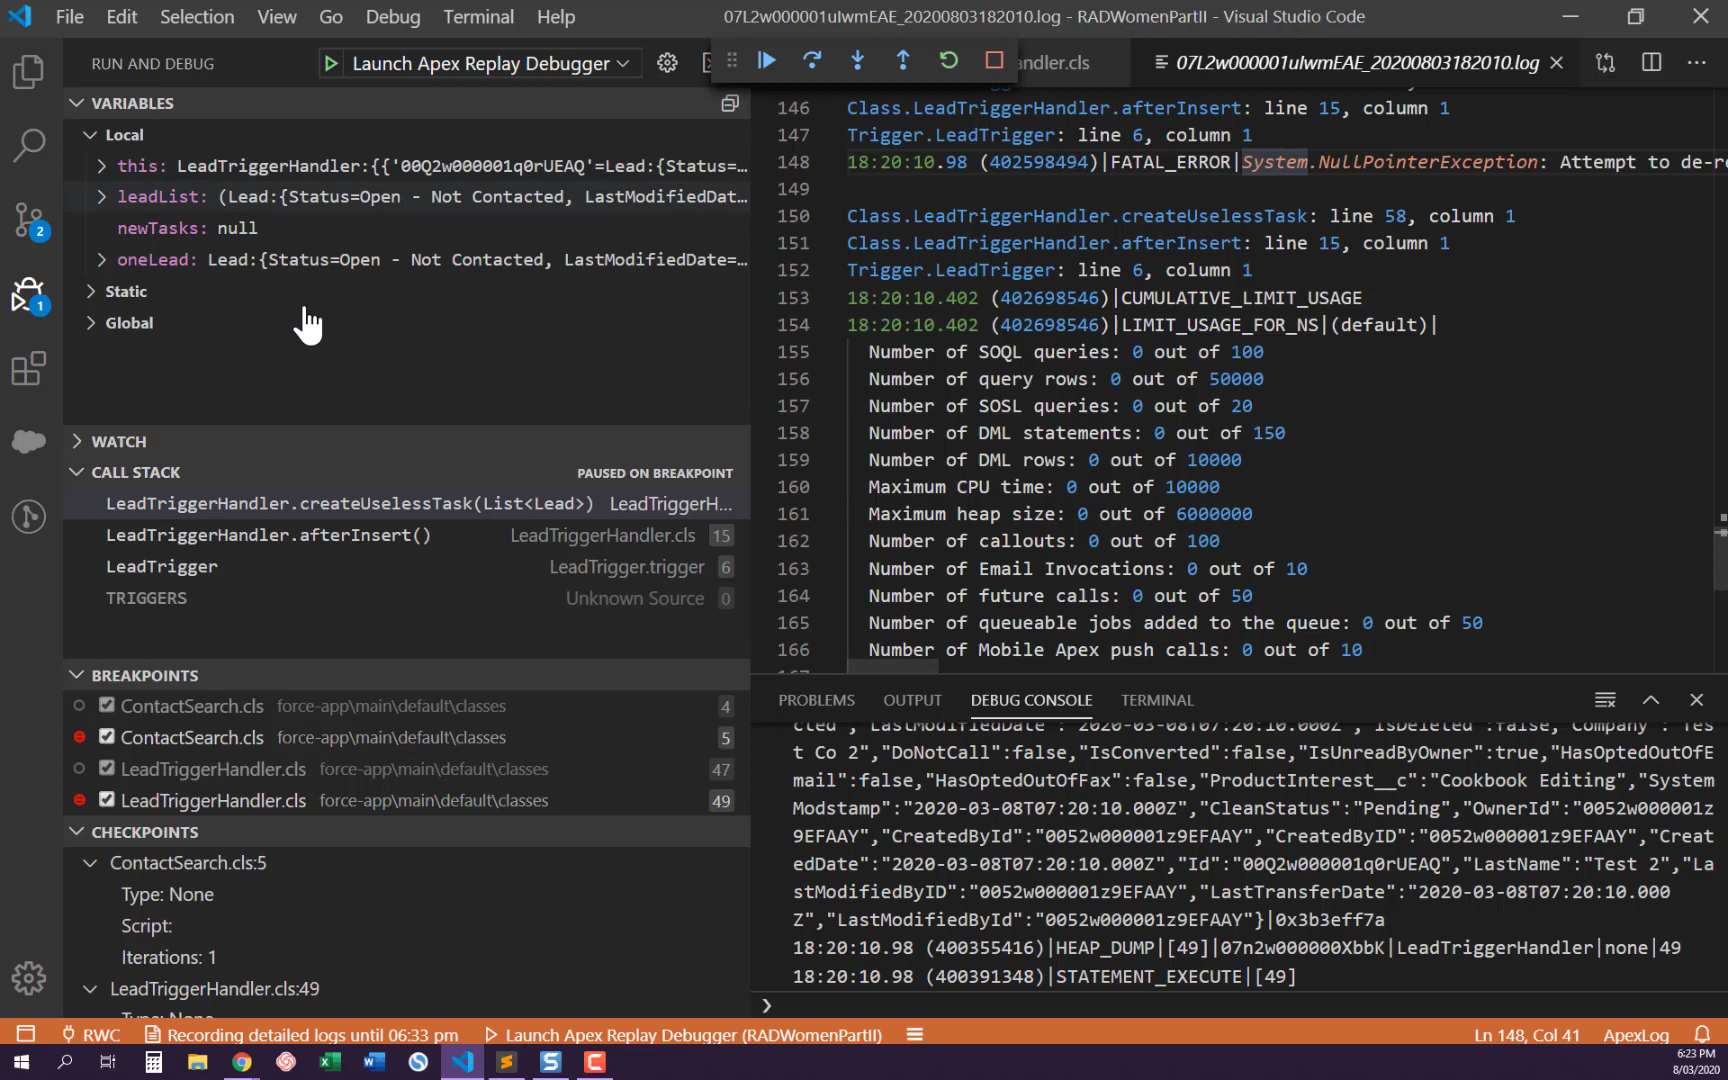 File Edit Selection View Go Debug Terminal Help
07L2w000001uIwmEAE_20200803182010.log - RADWomenPartII - Visual Studio Code
RUN AND DEBUG
Launch Apex Replay Debugger
andler.cls
07L2w000001uIwmEAE_20200803182010.log
VARIABLES
Local
this: LeadTriggerHandler:{{'00Q2w000001q0rUEAQ'=Lead:{Status=…
leadList: (Lead:{Status=Open - Not Contacted, LastModifiedDat…
newTasks: null
oneLead: Lead:{Status=Open - Not Contacted, LastModifiedDate=…
Static
Global
WATCH
CALL STACK PAUSED ON BREAKPOINT
LeadTriggerHandler.createUselessTask(List<Lead>) LeadTriggerH…
LeadTriggerHandler.afterInsert() LeadTriggerHandler.cls 15
LeadTrigger LeadTrigger.trigger 6
TRIGGERS Unknown Source 0
BREAKPOINTS
ContactSearch.cls force-app\main\default\classes 4
ContactSearch.cls force-app\main\default\classes 5
LeadTriggerHandler.cls force-app\main\default\classes 47
LeadTriggerHandler.cls force-app\main\default\classes 49
CHECKPOINTS
ContactSearch.cls:5
Type: None
Script:
Iterations: 1
LeadTriggerHandler.cls:49
2
1
146 Class.LeadTriggerHandler.afterInsert: line 15, column 1
147 Trigger.LeadTrigger: line 6, column 1
148 18:20:10.98 (402598494)|FATAL_ERROR|System.NullPointerException: Attempt to de-re
149
150 Class.LeadTriggerHandler.createUselessTask: line 58, column 1
151 Class.LeadTriggerHandler.afterInsert: line 15, column 1
152 Trigger.LeadTrigger: line 6, column 1
153 18:20:10.402 (402698546)|CUMULATIVE_LIMIT_USAGE
154 18:20:10.402 (402698546)|LIMIT_USAGE_FOR_NS|(default)|
155 Number of SOQL queries: 0 out of 100
156 Number of query rows: 0 out of 50000
157 Number of SOSL queries: 0 out of 20
158 Number of DML statements: 0 out of 150
159 Number of DML rows: 0 out of 10000
160 Maximum CPU time: 0 out of 10000
161 Maximum heap size: 0 out of 6000000
162 Number of callouts: 0 out of 100
163 Number of Email Invocations: 0 out of 10
164 Number of future calls: 0 out of 50
165 Number of queueable jobs added to the queue: 0 out of 50
166 Number of Mobile Apex push calls: 0 out of 10
PROBLEMS OUTPUT DEBUG CONSOLE TERMINAL
cted","LastModifiedDate":"2020-03-08T07:20:10.000Z","IsDeleted":false,"Company":"Tes
t Co 2","DoNotCall":false,"IsConverted":false,"IsUnreadByOwner":true,"HasOptedOutOfE
mail":false,"HasOptedOutOfFax":false,"ProductInterest__c":"Cookbook Editing","System
Modstamp":"2020-03-08T07:20:10.000Z","CleanStatus":"Pending","OwnerId":"0052w000001z
9EFAAY","CreatedById":"0052w000001z9EFAAY","CreatedByID":"0052w000001z9EFAAY","Creat
edDate":"2020-03-08T07:20:10.000Z","Id":"00Q2w000001q0rUEAQ","LastName":"Test 2","La
stModifiedByID":"0052w000001z9EFAAY","LastTransferDate":"2020-03-08T07:20:10.000
Z","LastModifiedById":"0052w000001z9EFAAY"}|0x3b3eff7a
18:20:10.98 (400355416)|HEAP_DUMP|[49]|07n2w000000XbbK|LeadTriggerHandler|none|49
18:20:10.98 (400391348)|STATEMENT_EXECUTE|[49]
RWC Recording detailed logs until 06:33 pm Launch Apex Replay Debugger (RADWomenPartII) Ln 148, Col 41 ApexLog
6:23 PM
8/03/2020